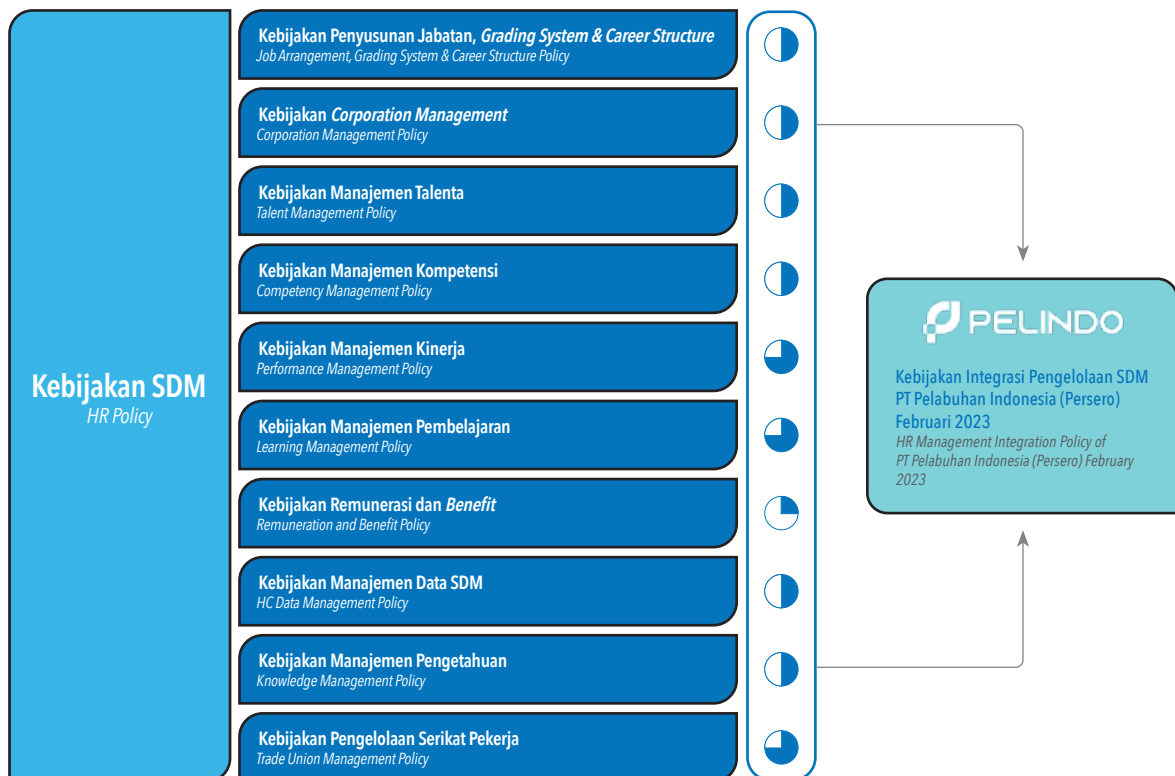 Kebijakan SDM
HR Policy
Kebijakan Penyusunan Jabatan, Grading System & Career Structure
Job Arrangement, Grading System & Career Structure Policy
Kebijakan Corporation Management
Corporation Management Policy
Kebijakan Manajemen Talenta
Talent Management Policy
Kebijakan Manajemen Kompetensi
Competency Management Policy
Kebijakan Manajemen Kinerja
Performance Management Policy
Kebijakan Manajemen Pembelajaran
Learning Management Policy
Kebijakan Remunerasi dan Benefit
Remuneration and Benefit Policy
Kebijakan Manajemen Data SDM
HC Data Management Policy
Kebijakan Manajemen Pengetahuan
Knowledge Management Policy
Kebijakan Pengelolaan Serikat Pekerja
Trade Union Management Policy
PELINDO
Kebijakan Integrasi Pengelolaan SDM
PT Pelabuhan Indonesia (Persero)
Februari 2023
HR Management Integration Policy of
PT Pelabuhan Indonesia (Persero) February
2023